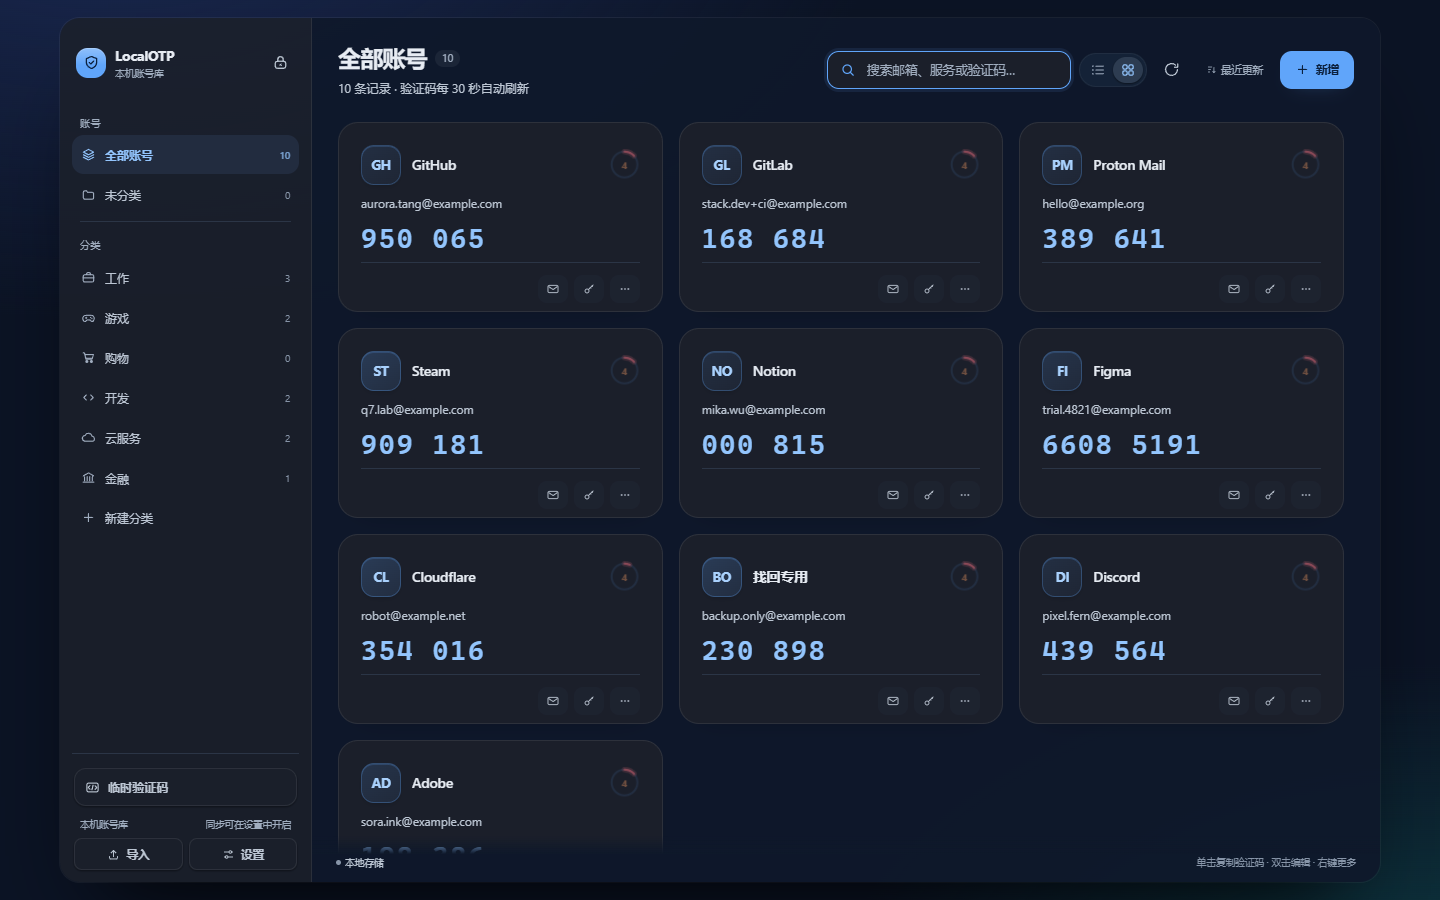 LocalOTP
本机账号库
账号
全部账号 10
未分类 0
分类
工作 3
游戏 2
购物 0
开发 2
云服务 2
金融 1
新建分类
临时验证码
本机账号库 同步可在设置中开启
导入 设置
全部账号 10
10 条记录 · 验证码每 30 秒自动刷新
搜索邮箱、服务或验证码...
最近更新
新增
GH GitHub 4
aurora.tang@example.com
950 065
GL GitLab 4
stack.dev+ci@example.com
168 684
PM Proton Mail 4
hello@example.org
389 641
ST Steam 4
q7.lab@example.com
909 181
NO Notion 4
mika.wu@example.com
000 815
FI Figma 4
trial.4821@example.com
6608 5191
CL Cloudflare 4
robot@example.net
354 016
BO 找回专用 4
backup.only@example.com
230 898
DI Discord 4
pixel.fern@example.com
439 564
AD Adobe 4
sora.ink@example.com
本地存储
单击复制验证码 · 双击编辑 · 右键更多